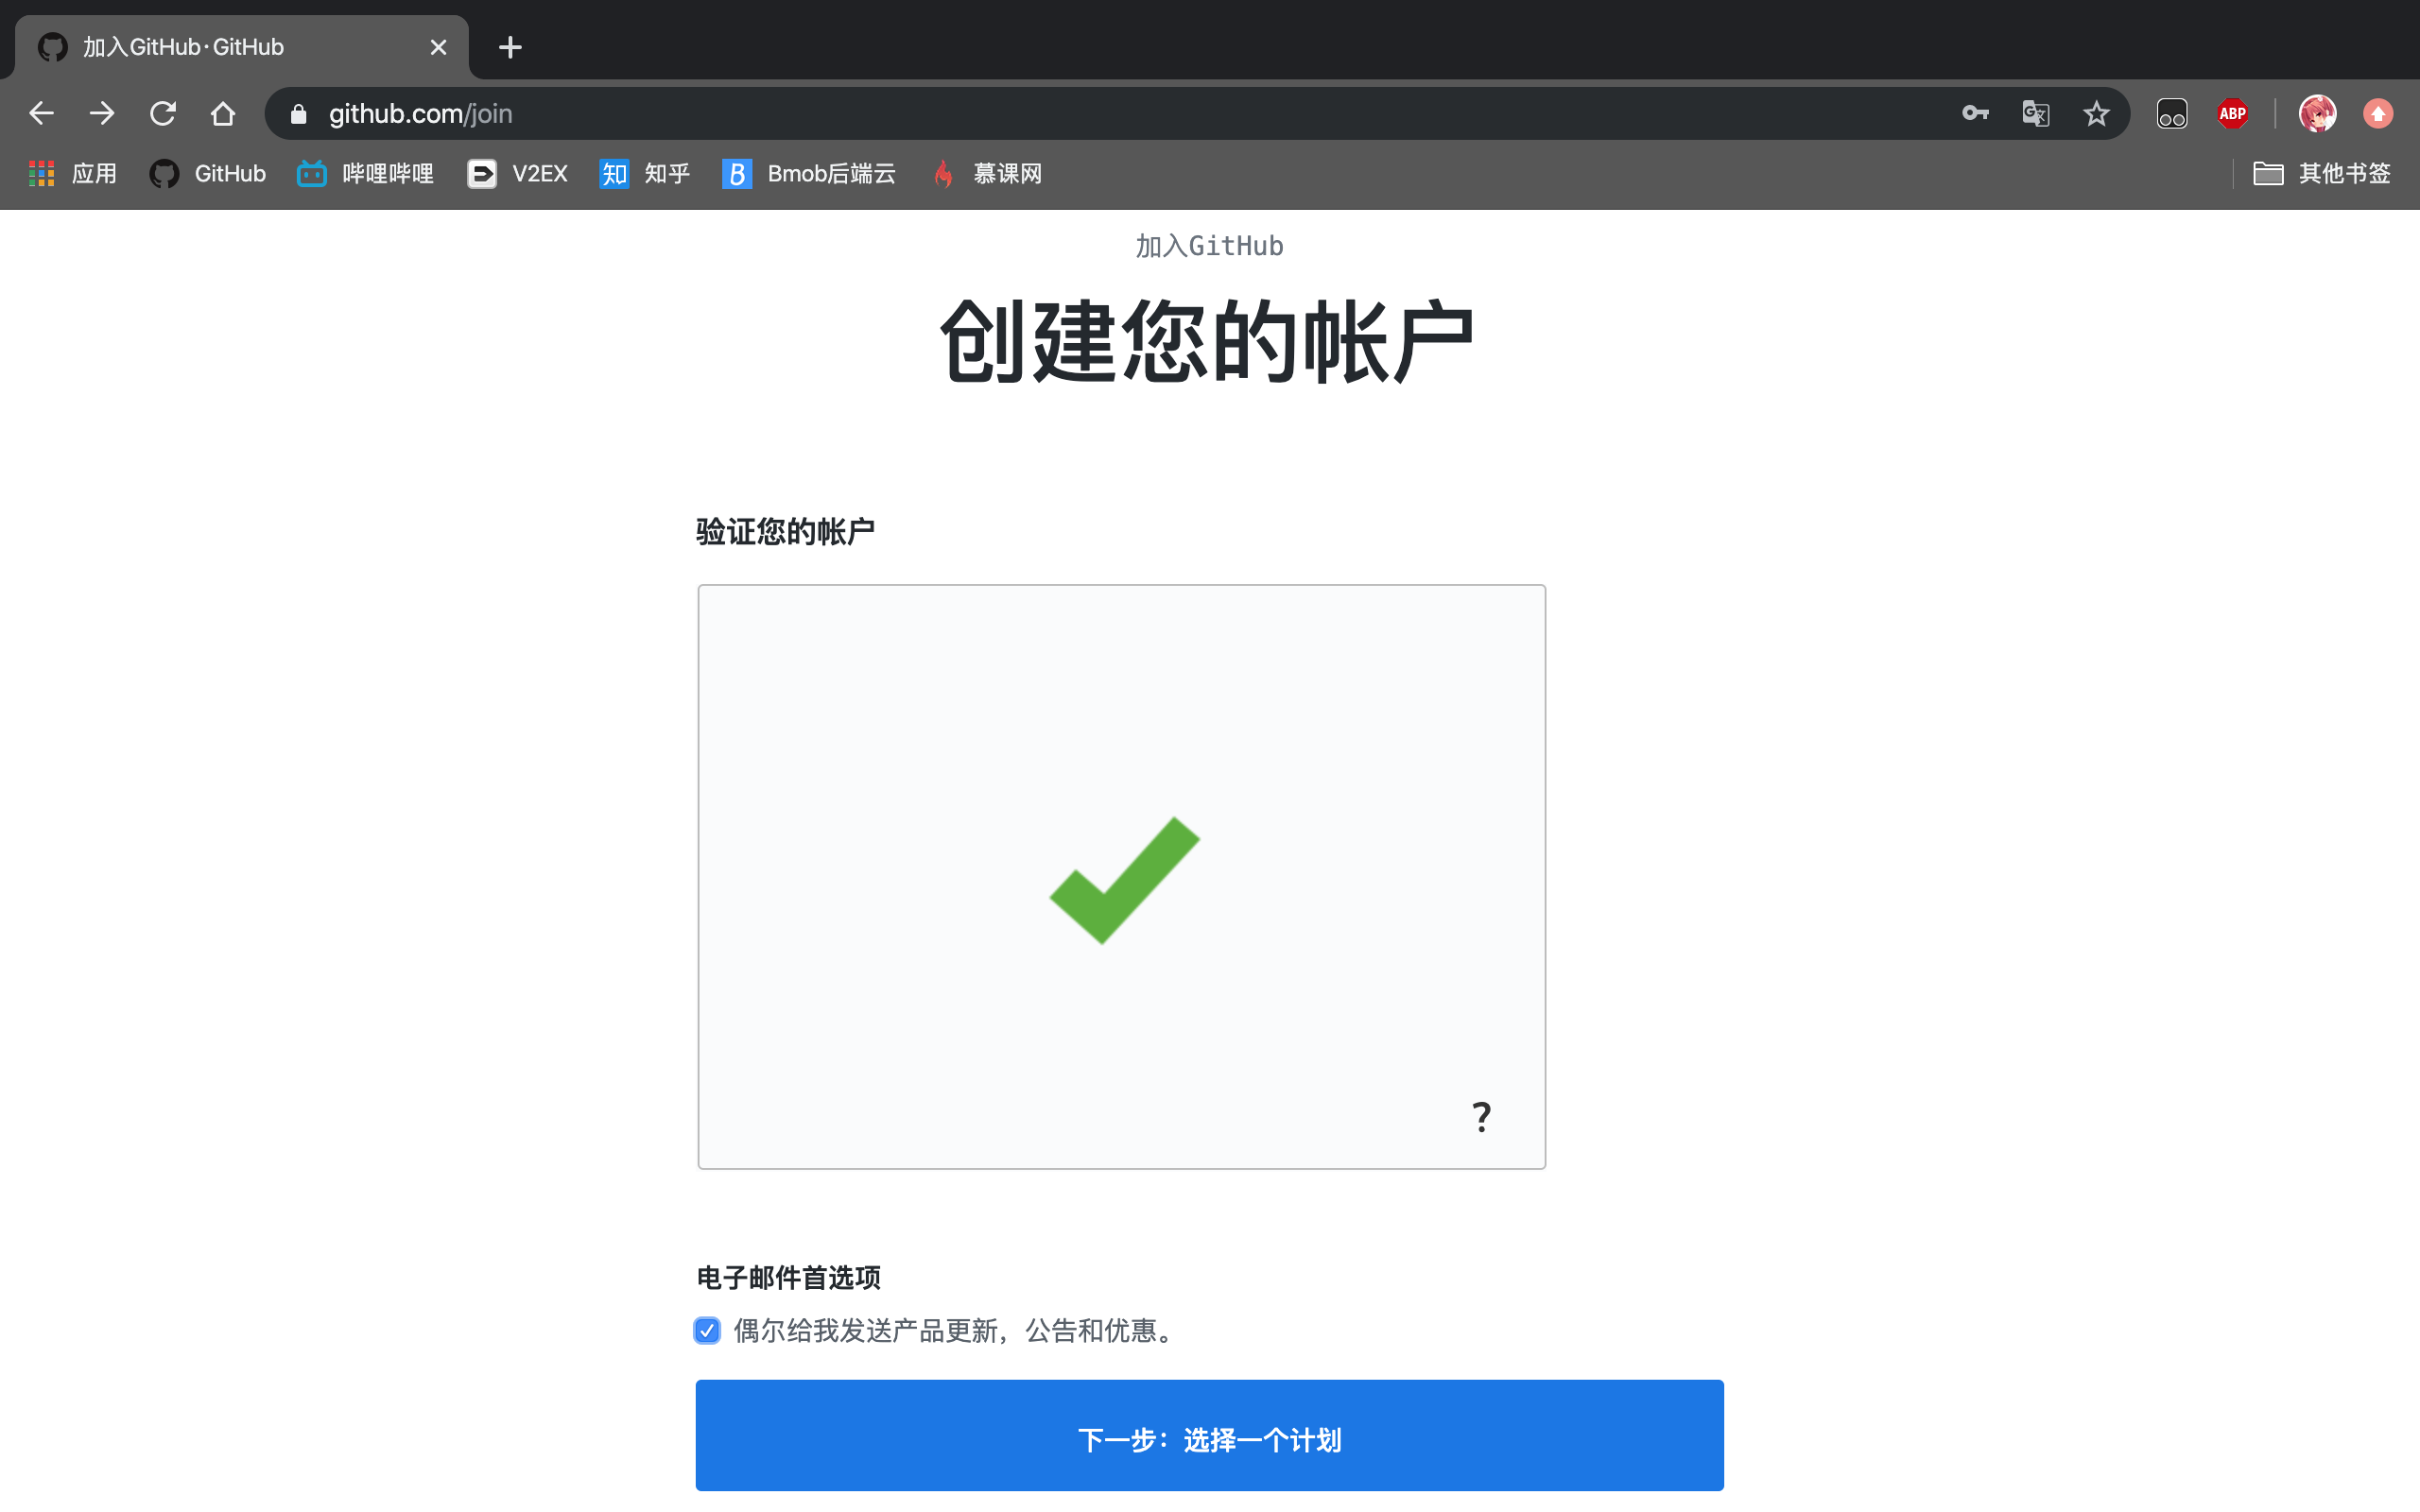 加入GitHub·GitHub
github.com/join
ABP
应用 GitHub 哔哩哔哩 V2EX 知 知乎 B Bmob后端云 慕课网 其他书签
加入GitHub
创建您的帐户
验证您的帐户
?
电子邮件首选项
偶尔给我发送产品更新，公告和优惠。
下一步：选择一个计划